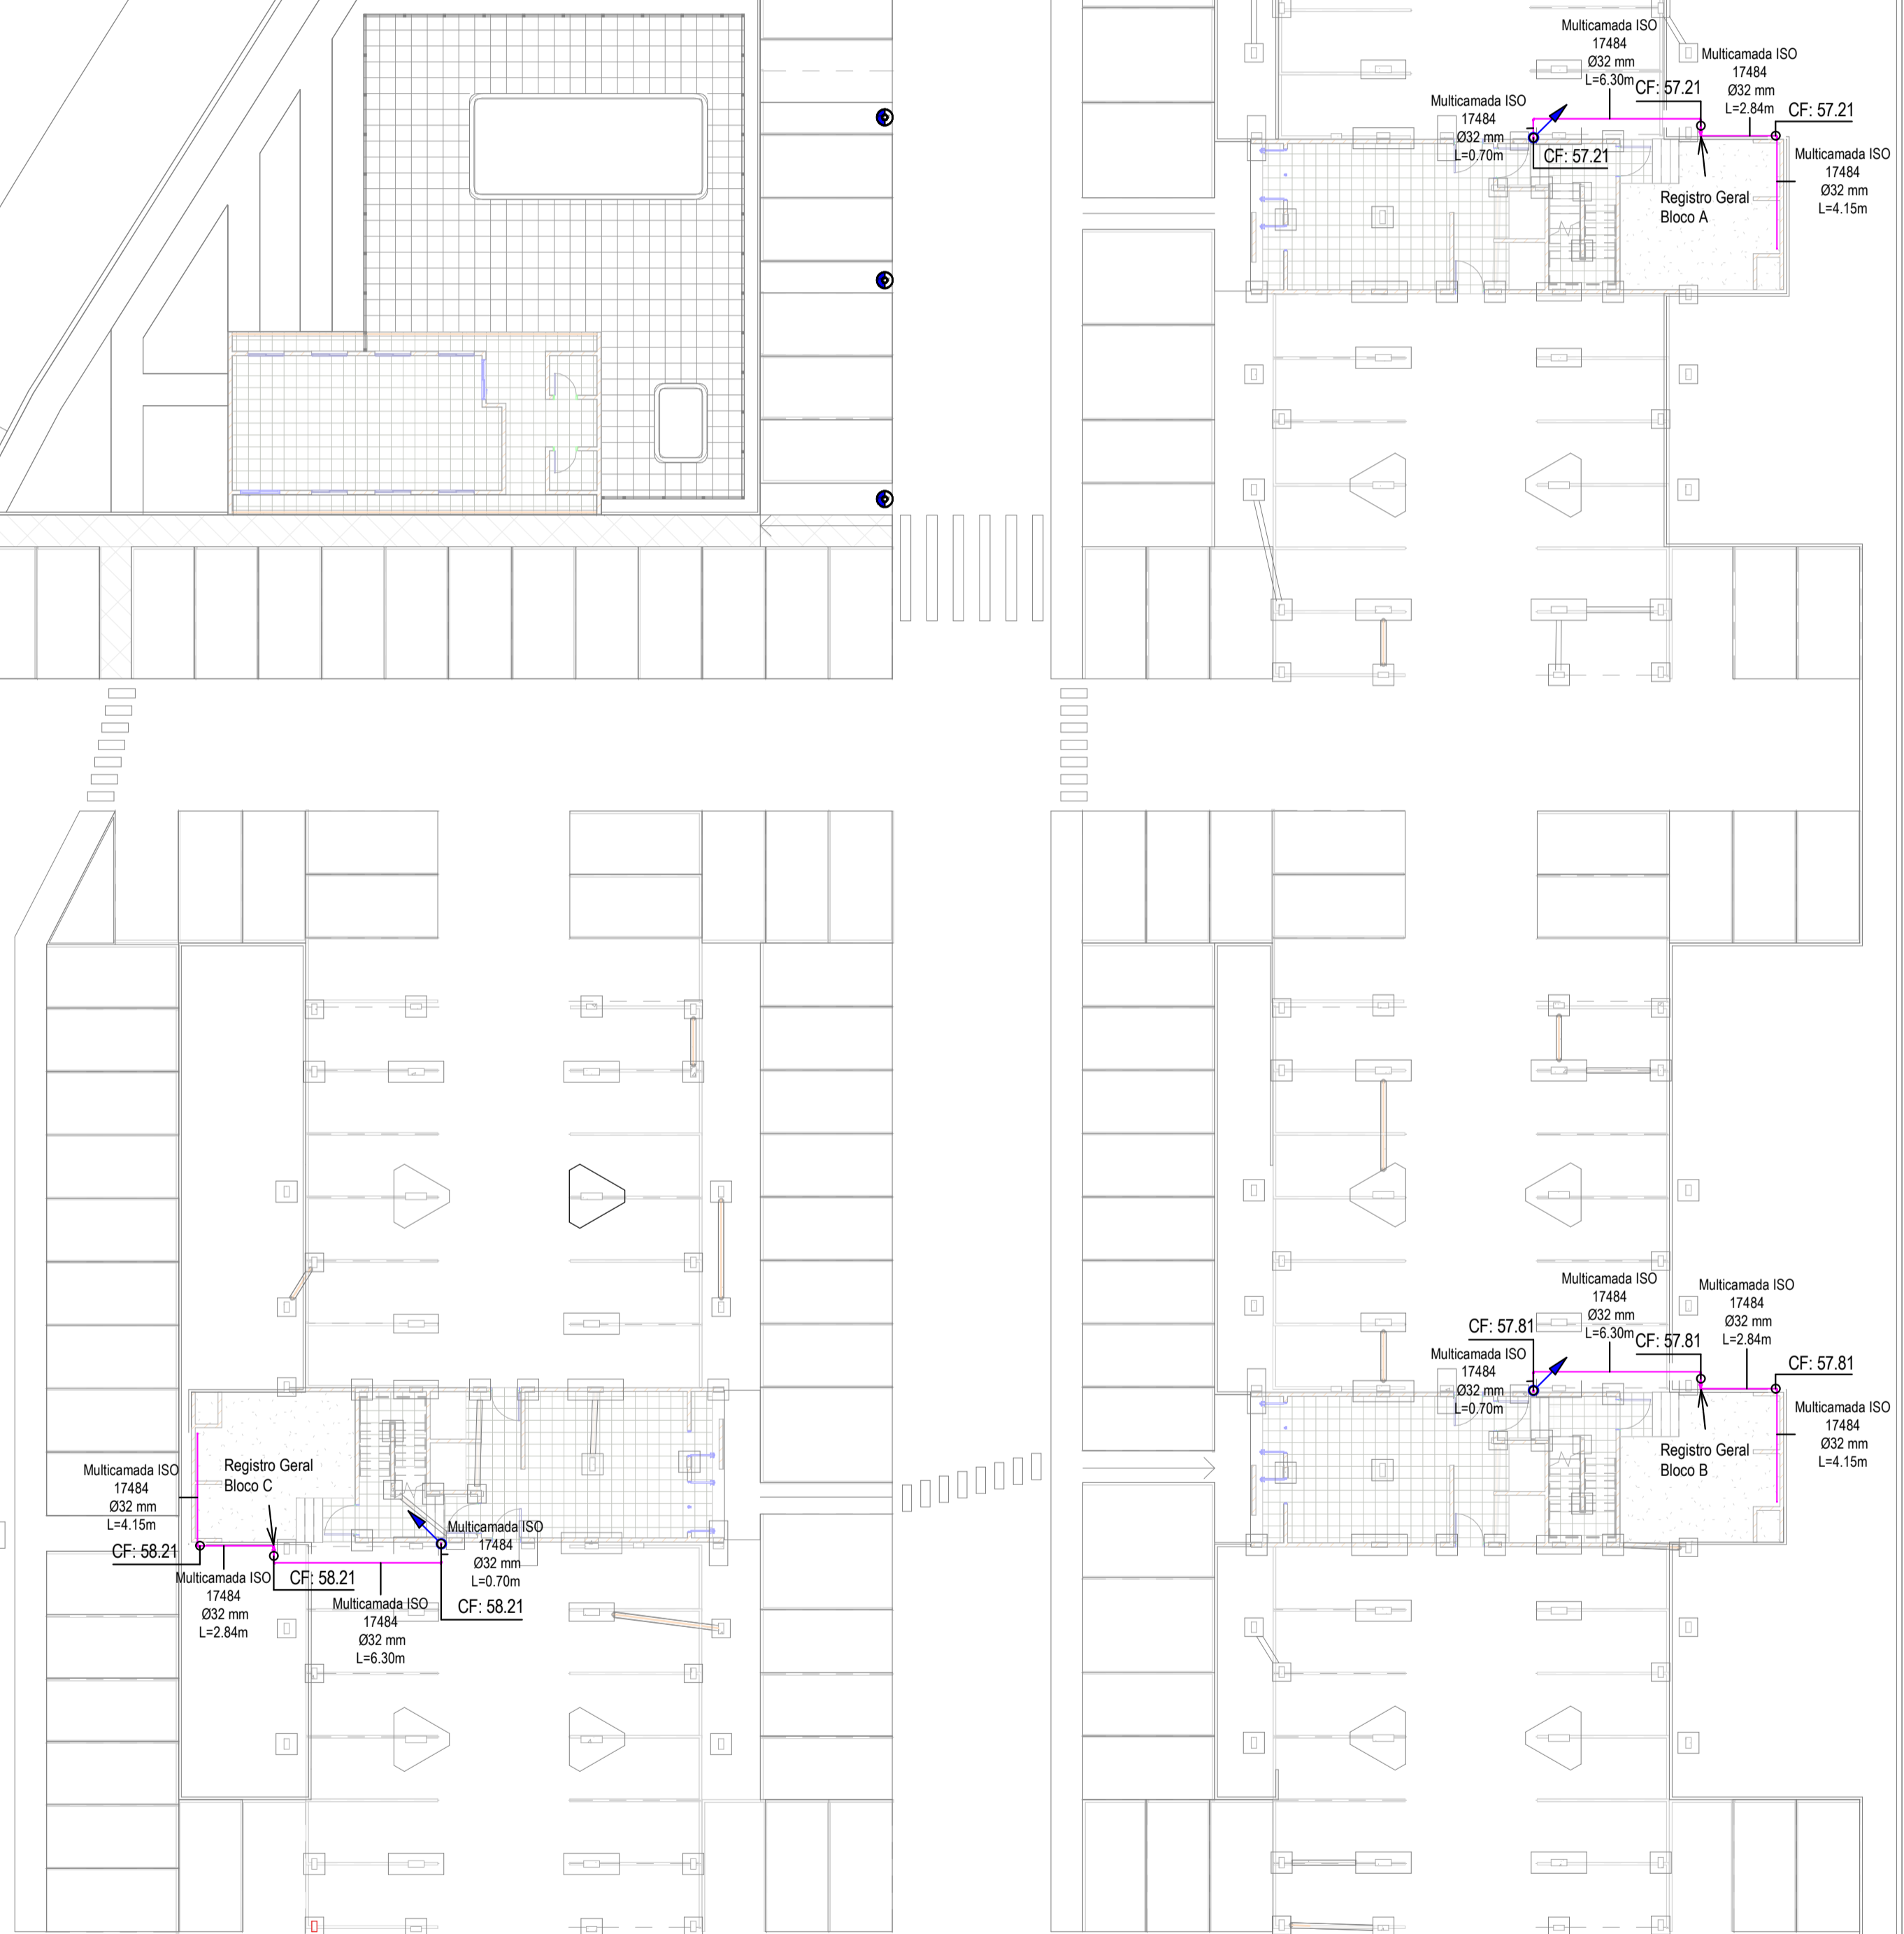 Multicamada ISO
17484
Ø32 mm
L=6.30m
Multicamada ISO
17484
Ø32 mm
L=2.84m
CF: 57.21
CF: 57.21
Multicamada ISO
17484
Ø32 mm
L=0.70m
CF: 57.21
Multicamada ISO
17484
Ø32 mm
L=4.15m
Registro Geral
Bloco A
Multicamada ISO
17484
Ø32 mm
L=6.30m
Multicamada ISO
17484
Ø32 mm
L=2.84m
CF: 57.81
CF: 57.81
CF: 57.81
Multicamada ISO
17484
Ø32 mm
L=0.70m
Multicamada ISO
17484
Ø32 mm
L=4.15m
Registro Geral
Bloco B
Registro Geral
Bloco C
Multicamada ISO
17484
Ø32 mm
L=4.15m
CF: 58.21
Multicamada ISO
17484
Ø32 mm
L=2.84m
CF: 58.21
Multicamada ISO
17484
Ø32 mm
L=6.30m
Multicamada ISO
17484
Ø32 mm
L=0.70m
CF: 58.21